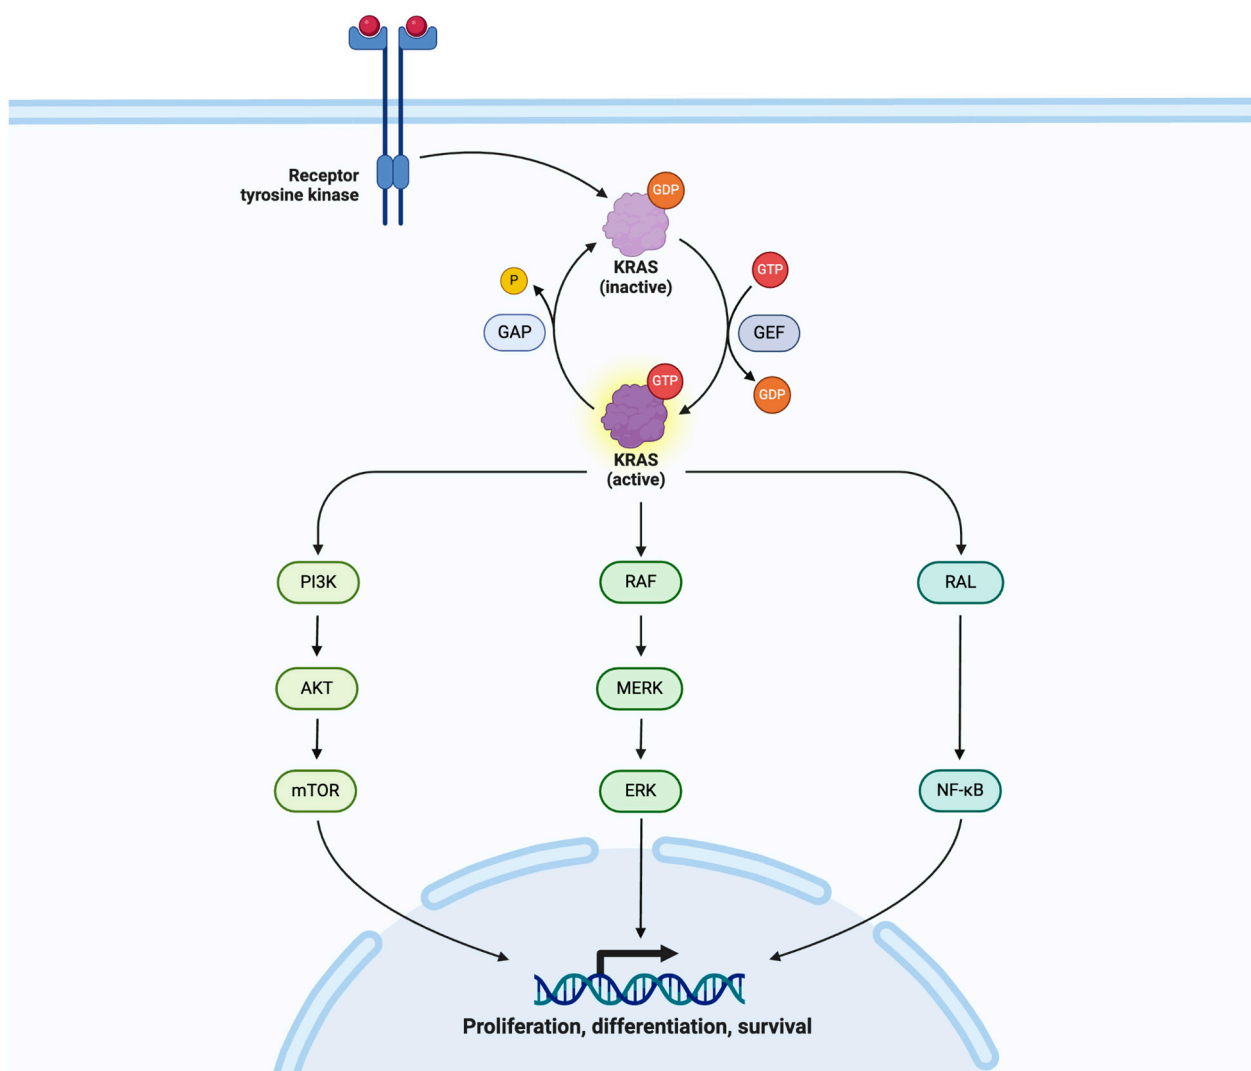 Receptor
tyrosine kinase
GDP
KRAS
(inactive)
P
GTP
GAP
GEF
GTP
GDP
KRAS
(active)
PI3K
RAF
RAL
AKT
MERK
mTOR
ERK
NF-κB
Proliferation, differentiation, survival